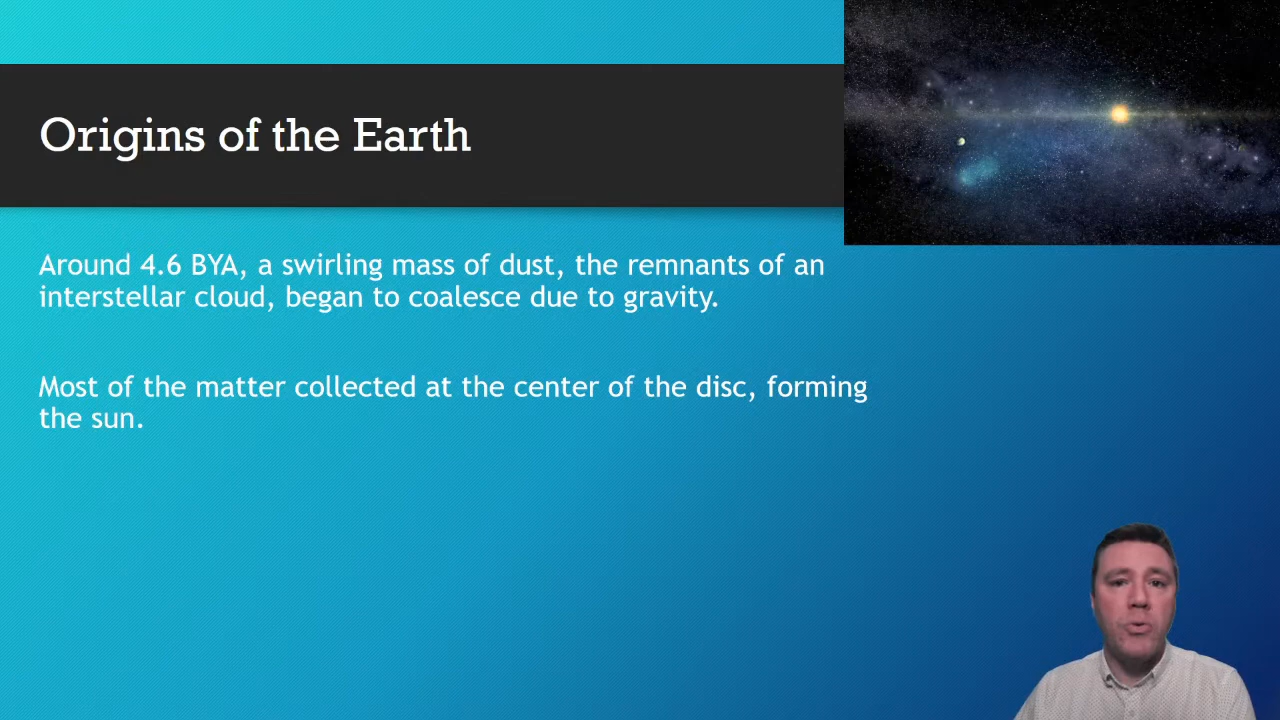 Origins of the Earth
Around 4.6 BYA, a swirling mass of dust, the remnants of an
interstellar cloud, began to coalesce due to gravity.
Most of the matter collected at the center of the disc, forming
the sun.